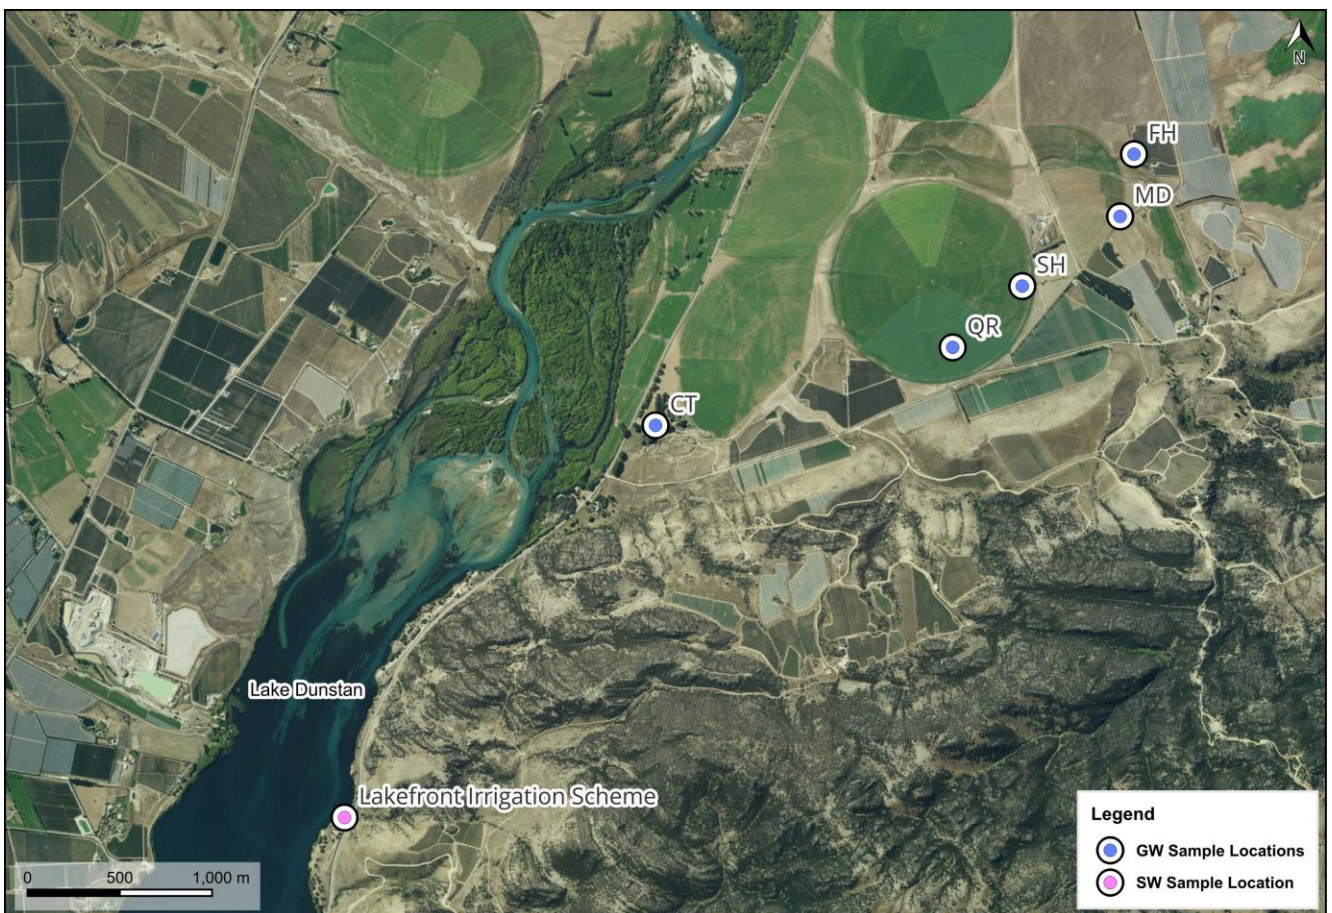 N
FH
MD
SH
QR
CT
Lake Dunstan
Lakefront Irrigation Scheme
Legend
GW Sample Locations
SW Sample Location
0 500 1,000 m